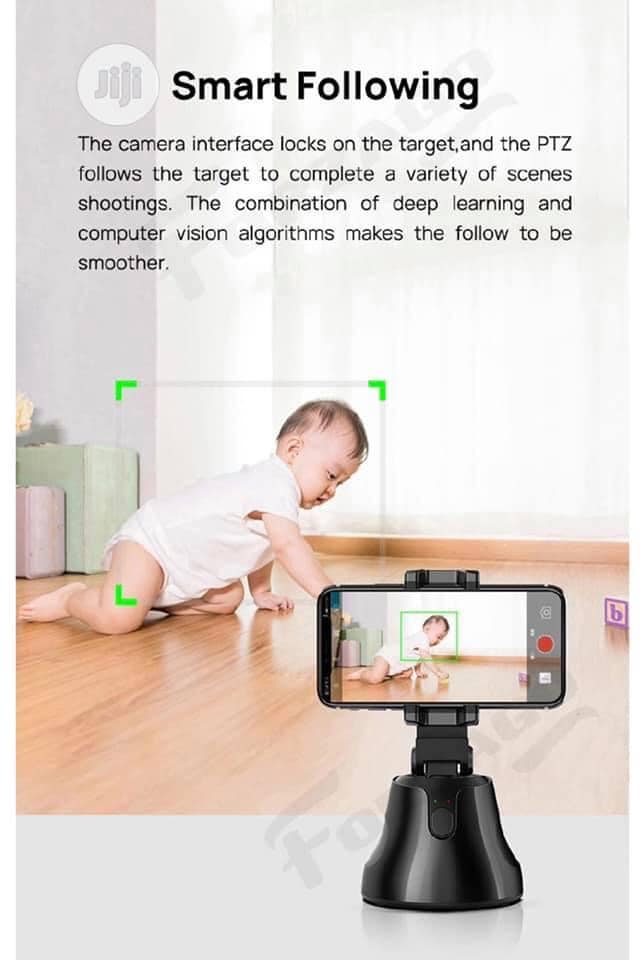 Jiji
Smart Following
The camera interface locks on the target,and the PTZ
follows the target to complete a variety of scenes
shootings. The combination of deep learning and
computer vision algorithms makes the follow to be
smoother.
b